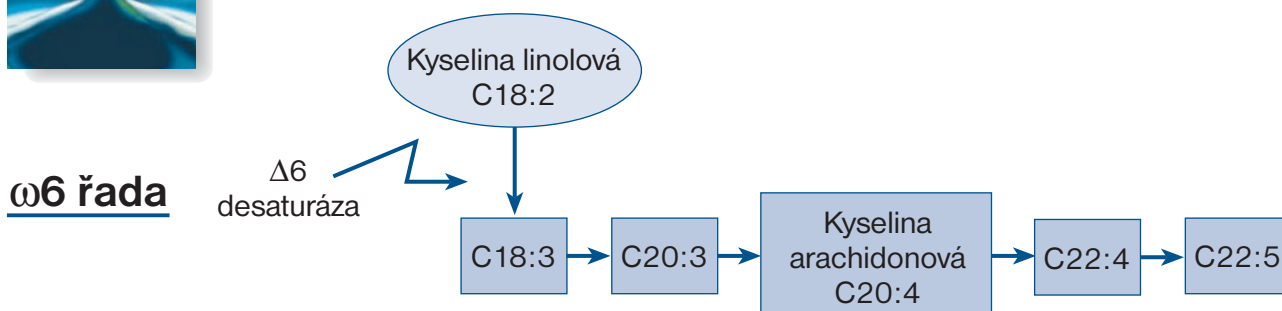 Kyselina linolová
C18:2
ω6 řada
Δ6
desaturáza
C18:3
C20:3
Kyselina
arachidonová
C20:4
C22:4
C22:5